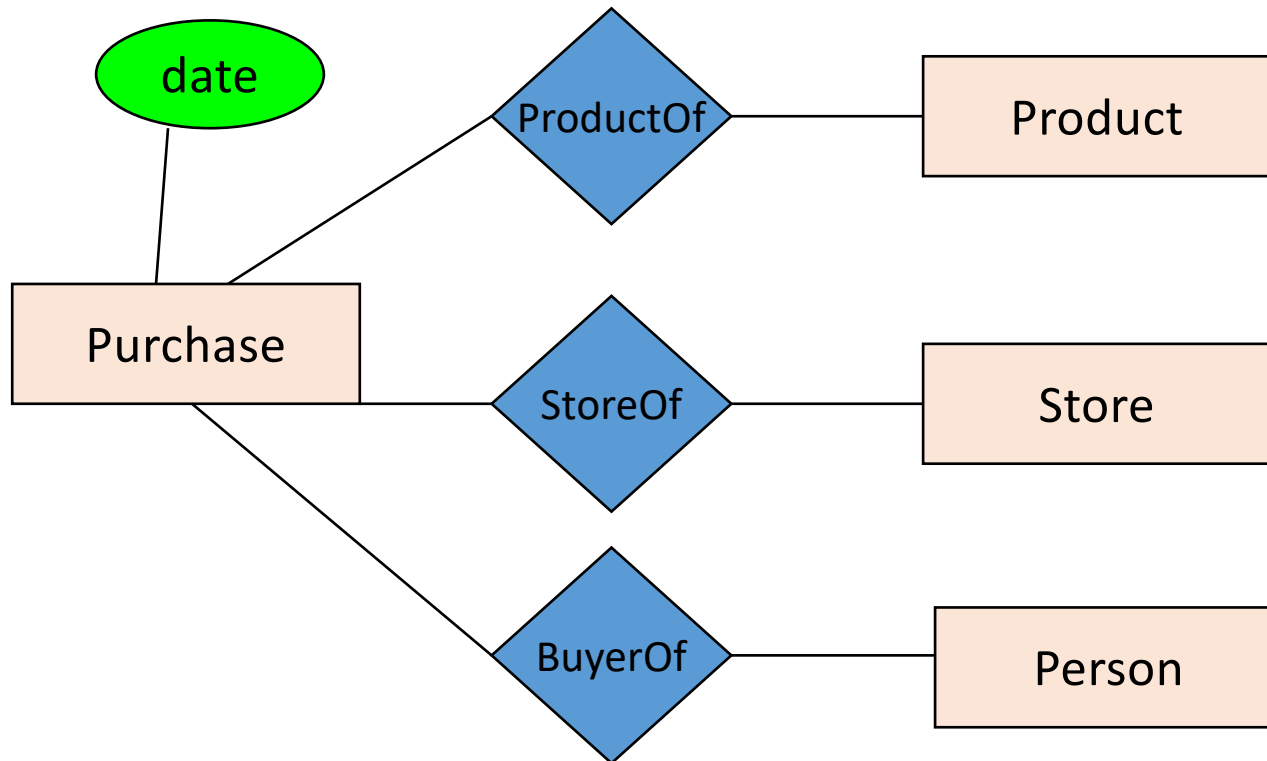 date
ProductOf
Product
Purchase
StoreOf
Store
BuyerOf
Person